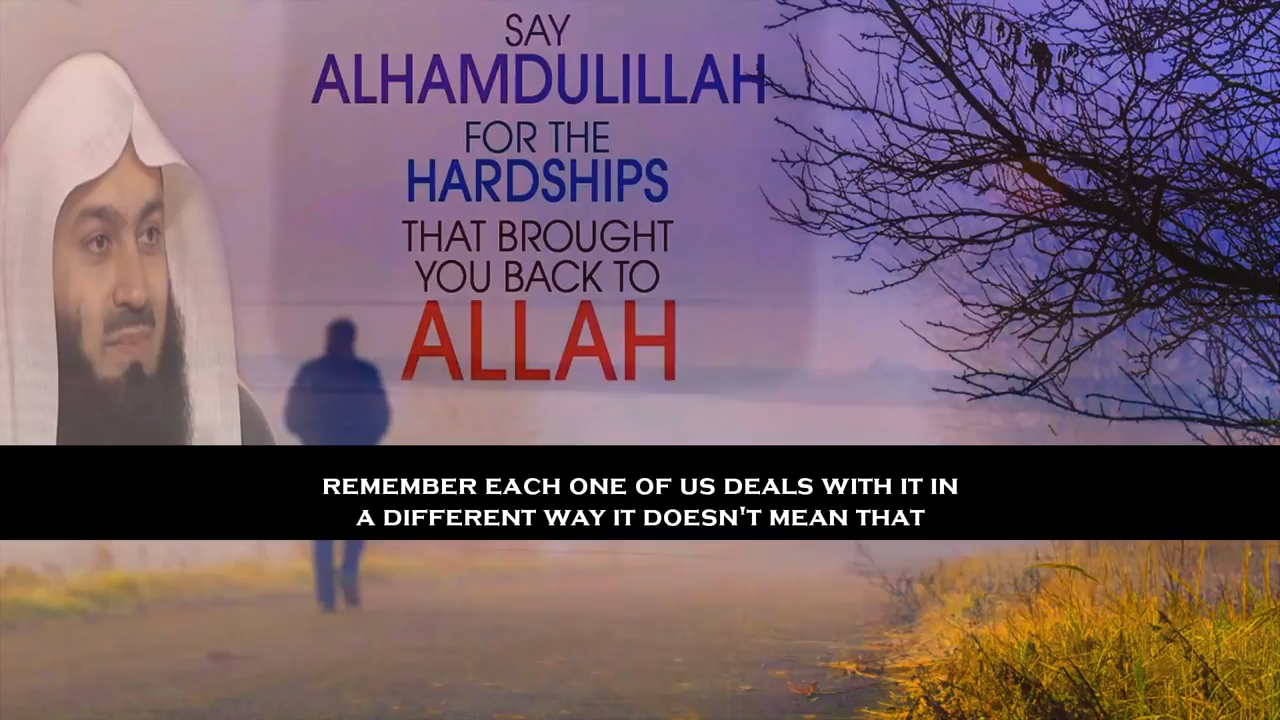 SAY
ALHAMDULILLAH
FOR THE
HARDSHIPS
THAT BROUGHT
YOU BACK TO
ALLAH
REMEMBER EACH ONE OF US DEALS WITH IT IN
A DIFFERENT WAY IT DOESN'T MEAN THAT